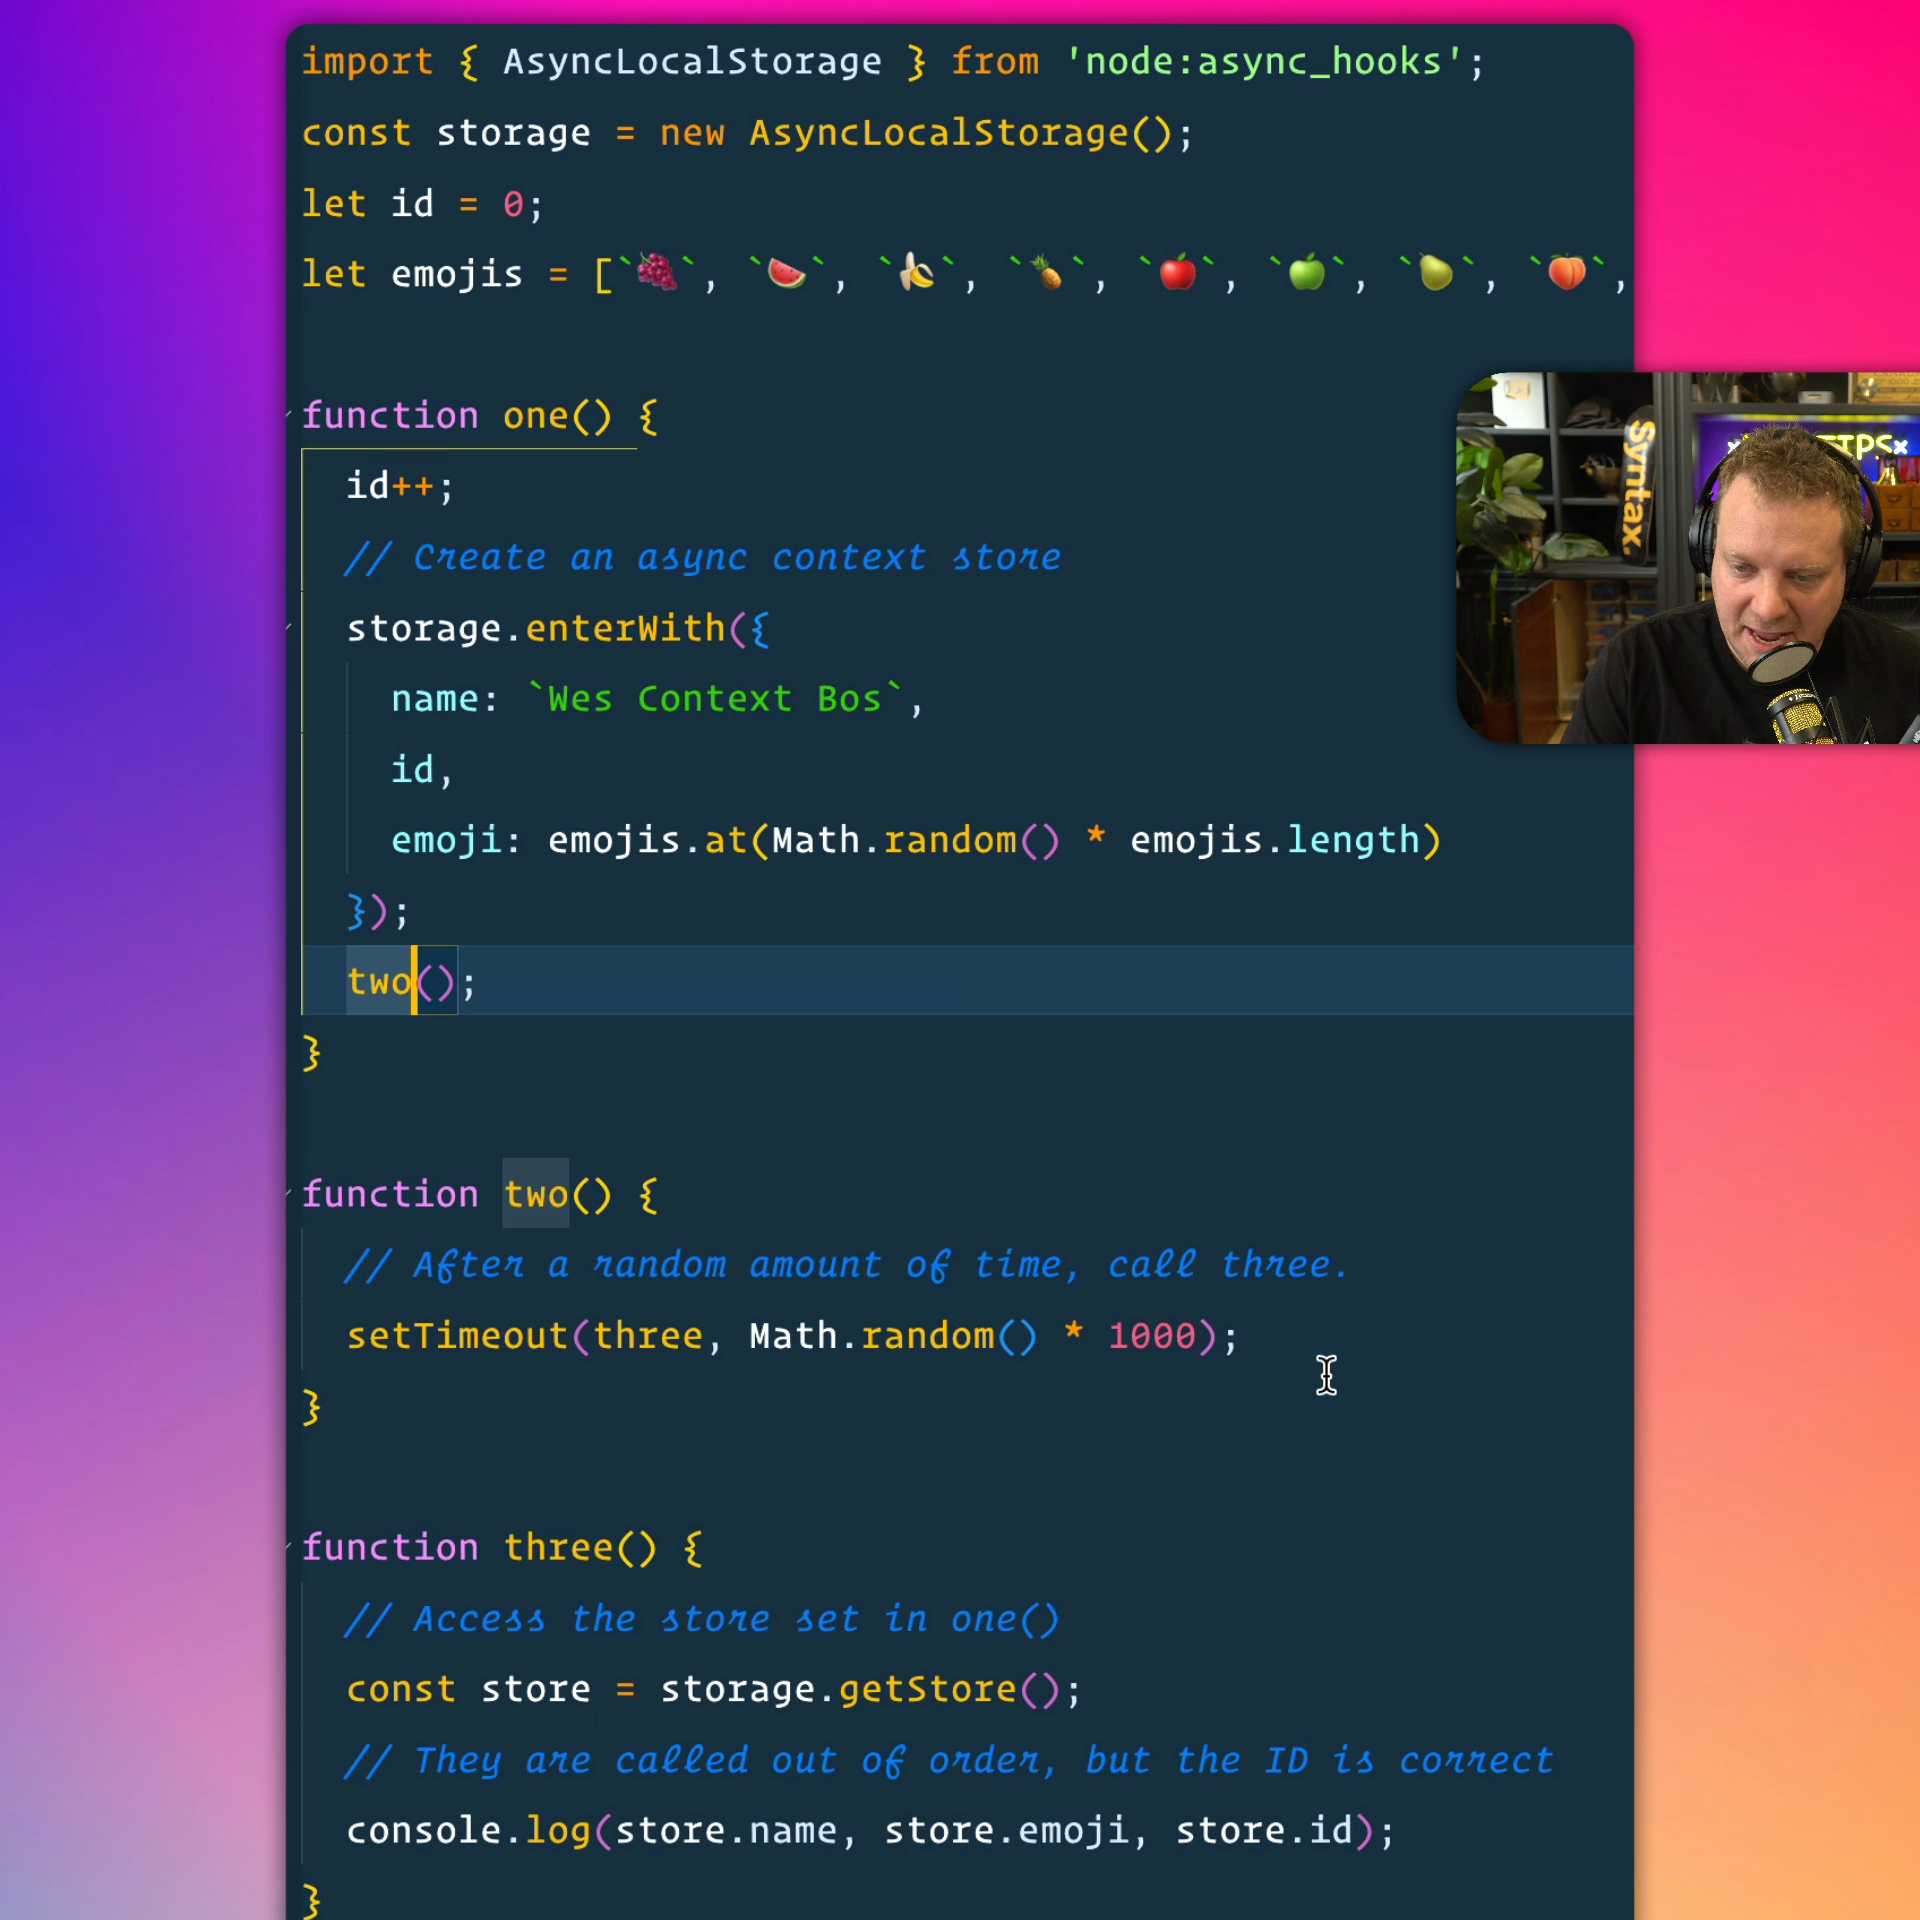 import { AsyncLocalStorage } from 'node:async_hooks';
const storage = new AsyncLocalStorage();
let id = 0;
let emojis = [`🍇`, `🍉`, `🍌`, `🍍`, `🍎`, `🍏`, `🍐`, `🍑`,
function one() {
id++;
// Create an async context store
storage.enterWith({
name: `Wes Context Bos`,
id,
emoji: emojis.at(Math.random() * emojis.length)
});
two();
}
function two() {
// After a random amount of time, call three.
setTimeout(three, Math.random() * 1000);
}
function three() {
// Access the store set in one()
const store = storage.getStore();
// They are called out of order, but the ID is correct
console.log(store.name, store.emoji, store.id);
}
Syntax.